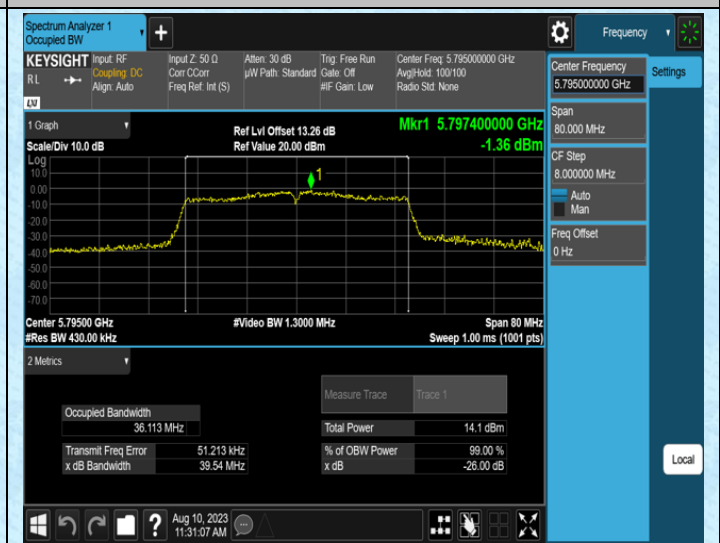 Spectrum Analyzer 1
Occupied BW
Frequency
KEYSIGHT
RL
LXI
Input: RF
Coupling: DC
Align: Auto
Input Z: 50 Ω
Corr CCorr
Freq Ref: Int (S)
Atten: 30 dB
µW Path: Standard
Trig: Free Run
Gate: Off
#IF Gain: Low
Center Freq: 5.795000000 GHz
Avg|Hold: 100/100
Radio Std: None
1 Graph
Scale/Div 10.0 dB
Ref Lvl Offset 13.26 dB
Ref Value 20.00 dBm
Mkr1 5.797400000 GHz
-1.36 dBm
Log
10.0
0.00
-10.0
-20.0
-30.0
-40.0
-50.0
-60.0
-70.0
1
Center 5.79500 GHz
#Res BW 430.00 kHz
#Video BW 1.3000 MHz
Span 80 MHz
Sweep 1.00 ms (1001 pts)
2 Metrics
Measure Trace
Trace 1
Occupied Bandwidth
36.113 MHz
Total Power
14.1 dBm
Transmit Freq Error
51.213 kHz
% of OBW Power
99.00 %
x dB Bandwidth
39.54 MHz
x dB
-26.00 dB
Center Frequency
5.795000000 GHz
Settings
Span
80.000 MHz
CF Step
8.000000 MHz
Auto
Man
Freq Offset
0 Hz
Local
?
Aug 10, 2023
11:31:07 AM